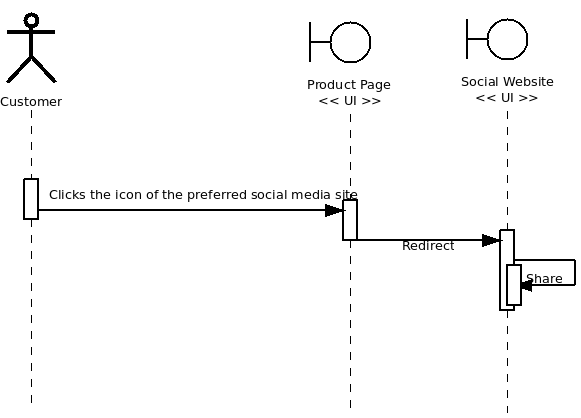 Customer
Product Page
<< UI >>
Social Website
<< UI >>
Clicks the icon of the preferred social media site
Redirect
Share